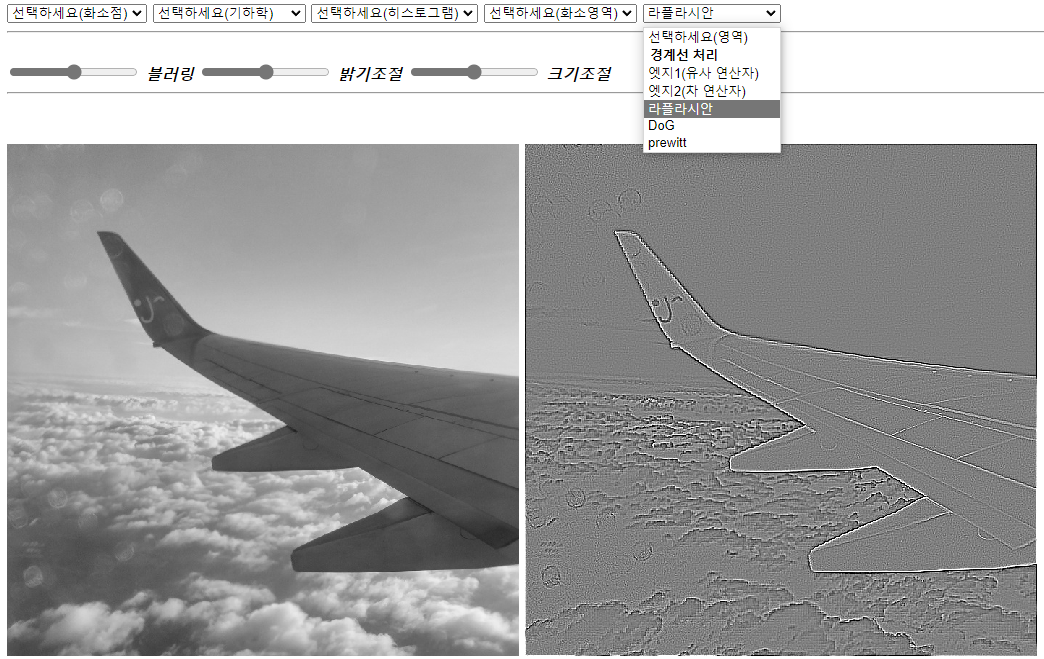 선택하세요(화소점) 선택하세요(기하학) 선택하세요(히스토그램) 선택하세요(화소영역) 라플라시안
선택하세요(영역)
경계선 처리
엣지1(유사 연산자)
엣지2(차 연산자)
라플라시안
DoG
prewitt
블러링 밝기조절 크기조절